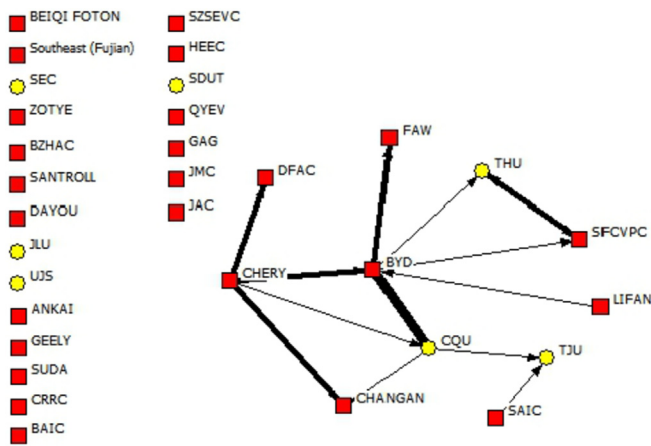 BEIQI FOTON
Southeast (Fujian)
SEC
ZOTYE
BZHAC
SANTROLL
DAYOU
JLU
UJS
ANKAI
GEELY
SUDA
CRRC
BAIC
SZSEVC
HEEC
SDUT
QYEV
GAG
JMC
JAC
FAW
THU
DFAC
SFCVPC
BYD
CHERY
LIFAN
CQU
TJU
CHANGAN
SAIC